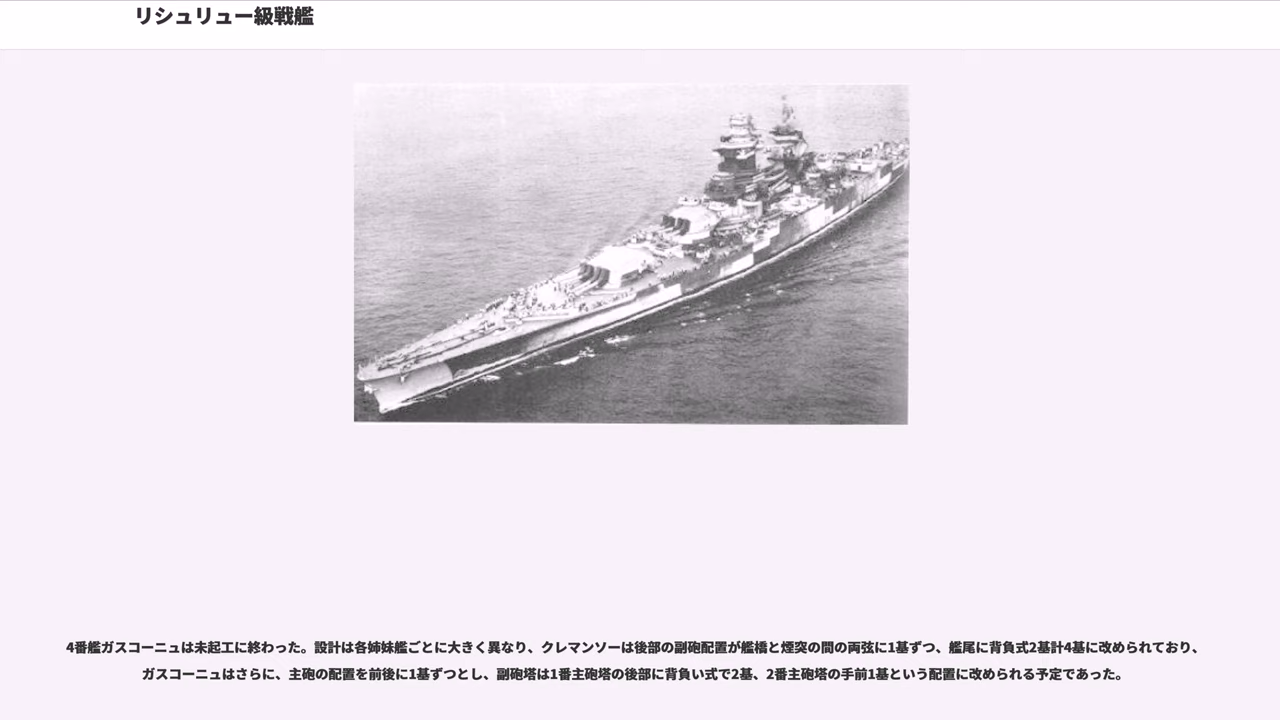 リシュリュー級戦艦
4番艦ガスコーニュは未起工に終わった。設計は各姉妹艦ごとに大きく異なり、クレマンソーは後部の副砲配置が艦橋と煙突の間の両弦に1基ずつ、艦尾に背負式2基計4基に改められており、
ガスコーニュはさらに、主砲の配置を前後に1基ずつとし、副砲塔は1番主砲塔の後部に背負い式で2基、2番主砲塔の手前1基という配置に改められる予定であった。